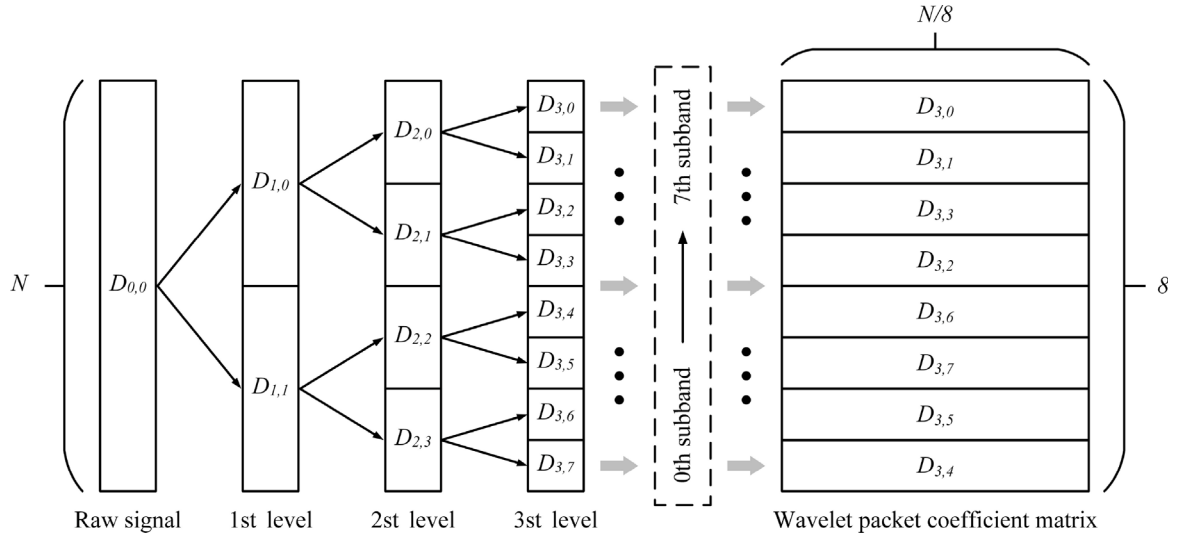 N/8
N
D0,0
D1,0
D1,1
D2,0
D2,1
D2,2
D2,3
D3,0
D3,1
D3,2
D3,3
D3,4
D3,5
D3,6
D3,7
7th subband
0th subband
D3,0
D3,1
D3,3
D3,2
D3,6
D3,7
D3,5
D3,4
8
Raw signal
1st level
2st level
3st level
Wavelet packet coefficient matrix